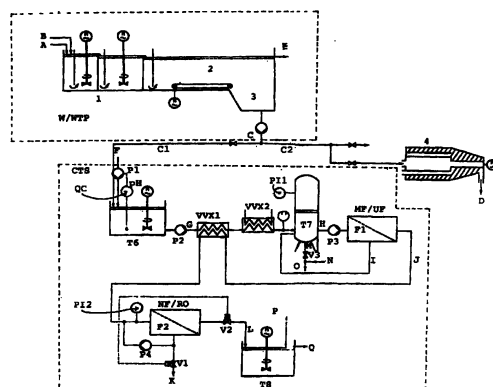 B
A
E
2
1
3
W/WTP
C
C1
C2
4
F
CTS
P1
PI1
D
QC
pH
VVX1
VVX2
MF/UF
T7
T6
P2
G
H
P3
F1
V3
O
N
I
J
PI2
NF/RO
P
F2
V2
L
P4
Q
V1
K
T8